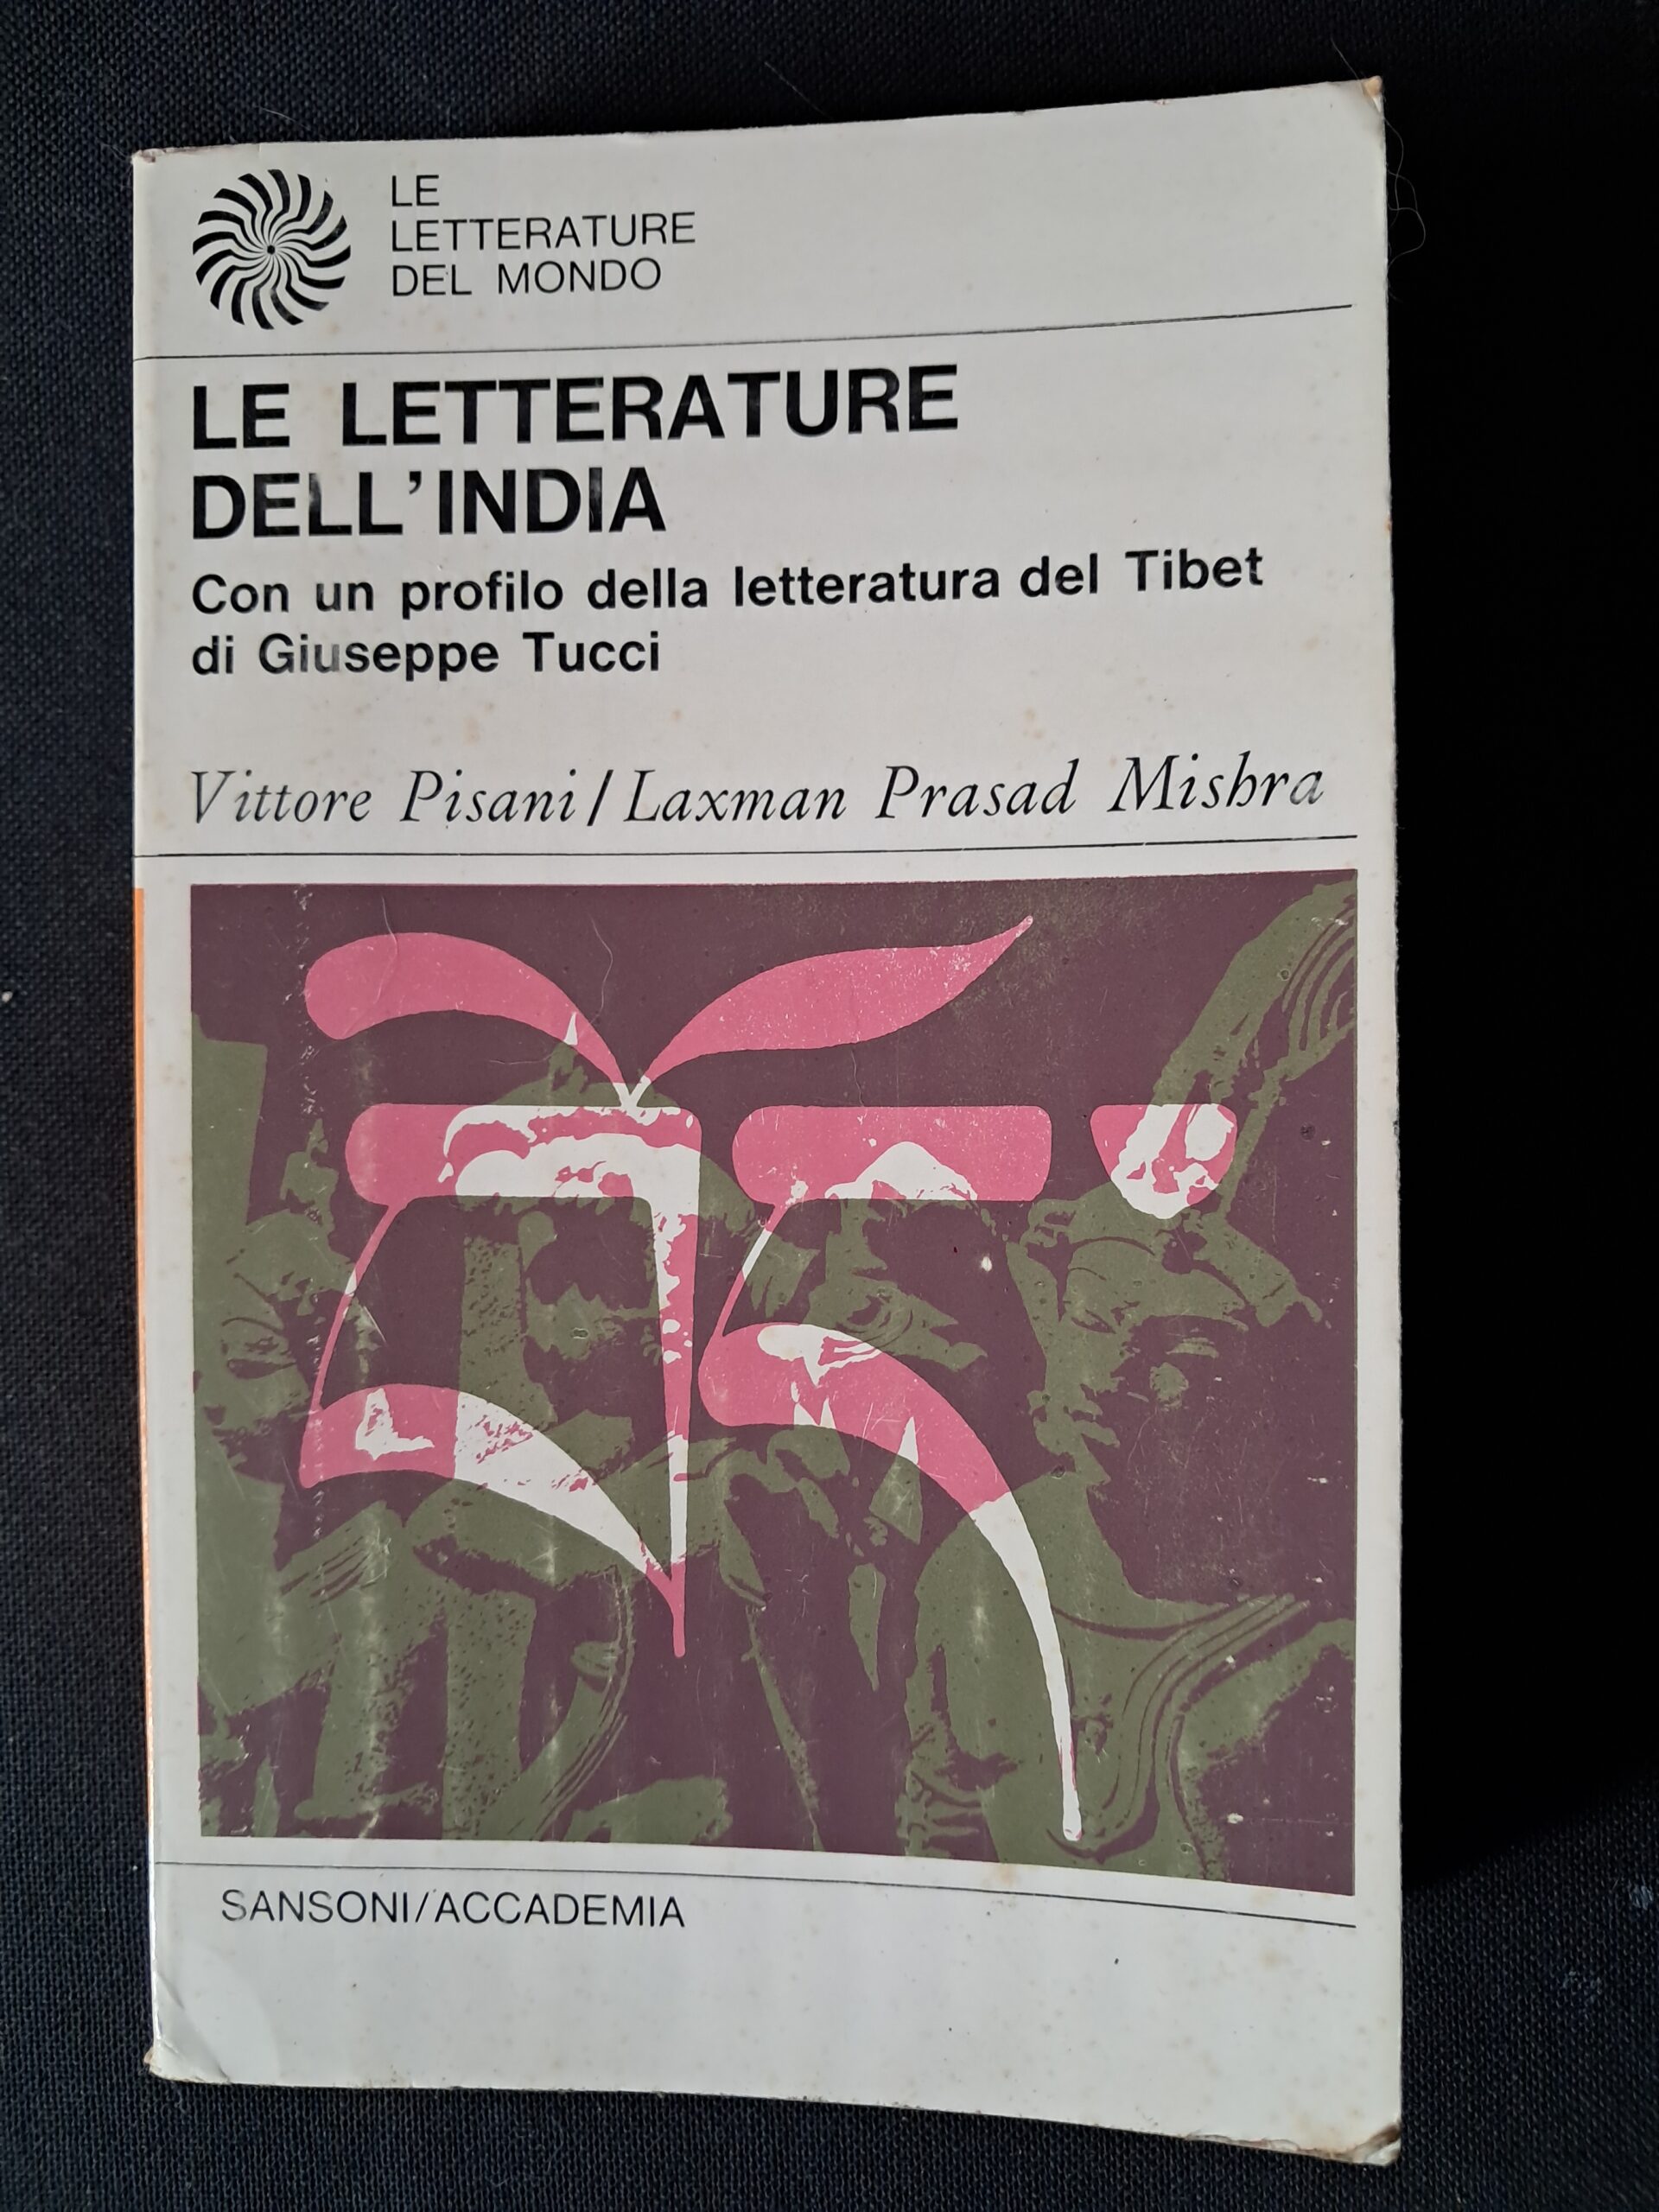 LE
LETTERATURE
DEL MONDO
LE LETTERATURE
DELL'INDIA
Con un profilo della letteratura del Tibet
di Giuseppe Tucci
Vittore Pisani / Laxman Prasad Mishra
བོད་
SANSONI/ACCADEMIA